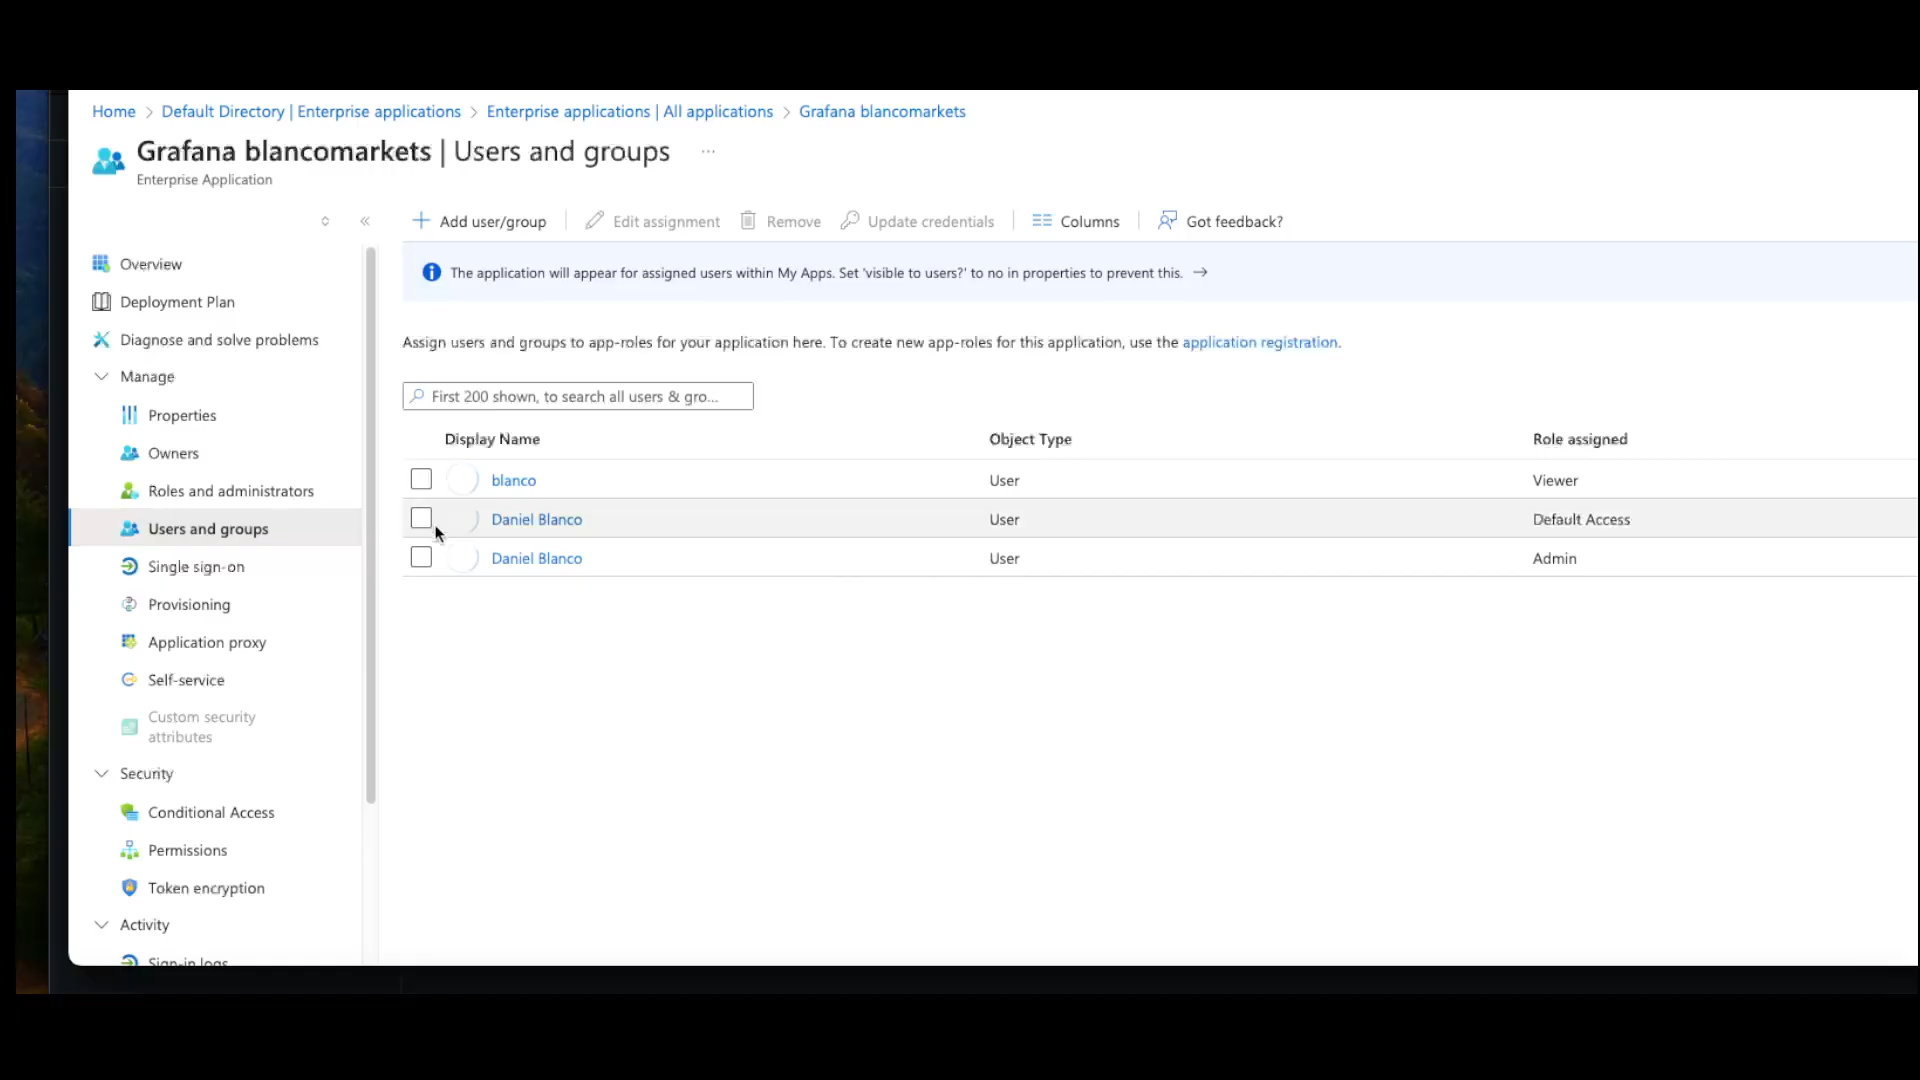 Home > Default Directory | Enterprise applications > Enterprise applications | All applications > Grafana blancomarkets
Grafana blancomarkets | Users and groups ...
Enterprise Application
Add user/group Edit assignment Remove Update credentials Columns Got feedback?
Overview
Deployment Plan
Diagnose and solve problems
Manage
Properties
Owners
Roles and administrators
Users and groups
Single sign-on
Provisioning
Application proxy
Self-service
Custom security
attributes
Security
Conditional Access
Permissions
Token encryption
Activity
Sign-in logs
The application will appear for assigned users within My Apps. Set 'visible to users?' to no in properties to prevent this. →
Assign users and groups to app-roles for your application here. To create new app-roles for this application, use the application registration.
First 200 shown, to search all users & gro...
Display Name Object Type Role assigned
blanco User Viewer
Daniel Blanco User Default Access
Daniel Blanco User Admin